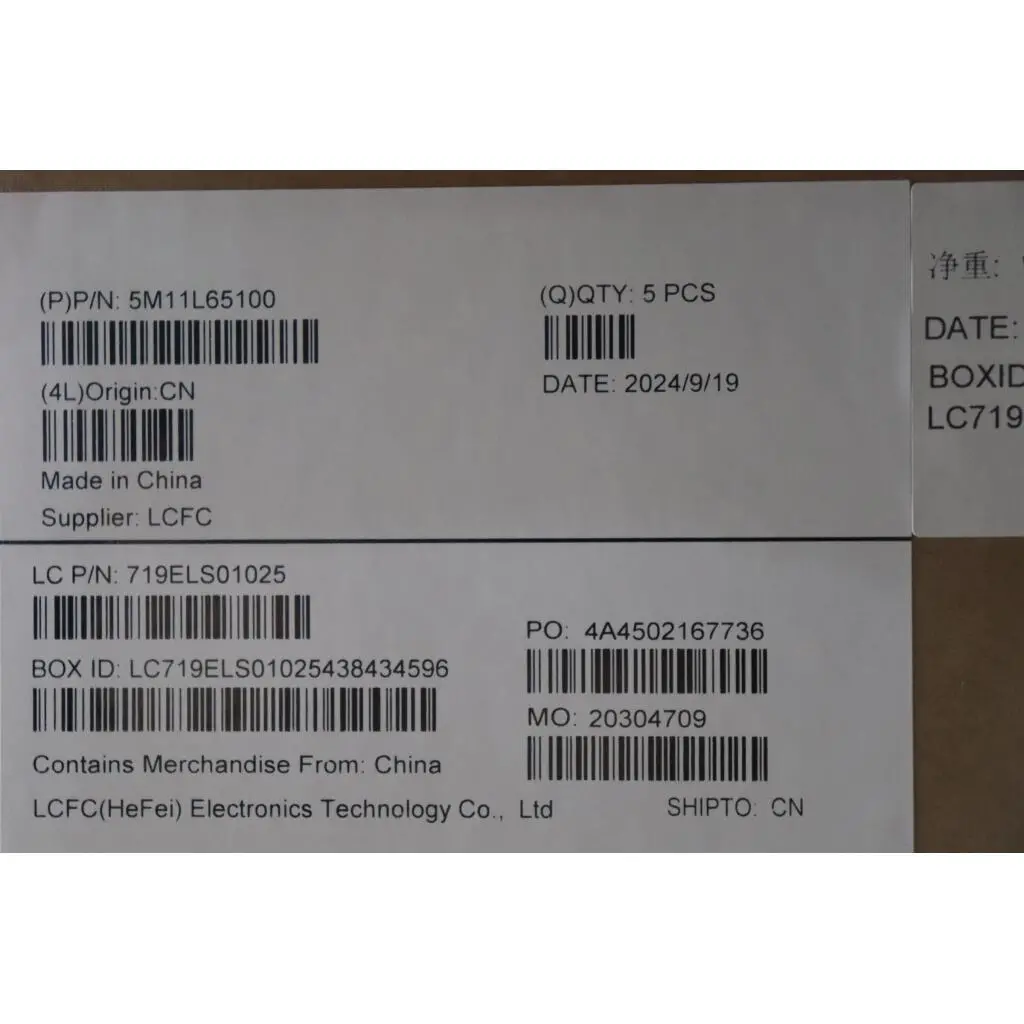 (P)P/N: 5M11L65100
(Q)QTY: 5 PCS
(4L)Origin:CN
DATE: 2024/9/19
Made in China
Supplier: LCFC
LC P/N: 719ELS01025
PO: 4A4502167736
BOX ID: LC719ELS01025438434596
MO: 20304709
Contains Merchandise From: China
LCFC(HeFei) Electronics Technology Co., Ltd
SHIPTO: CN
净重:
DATE:
BOXID
LC719